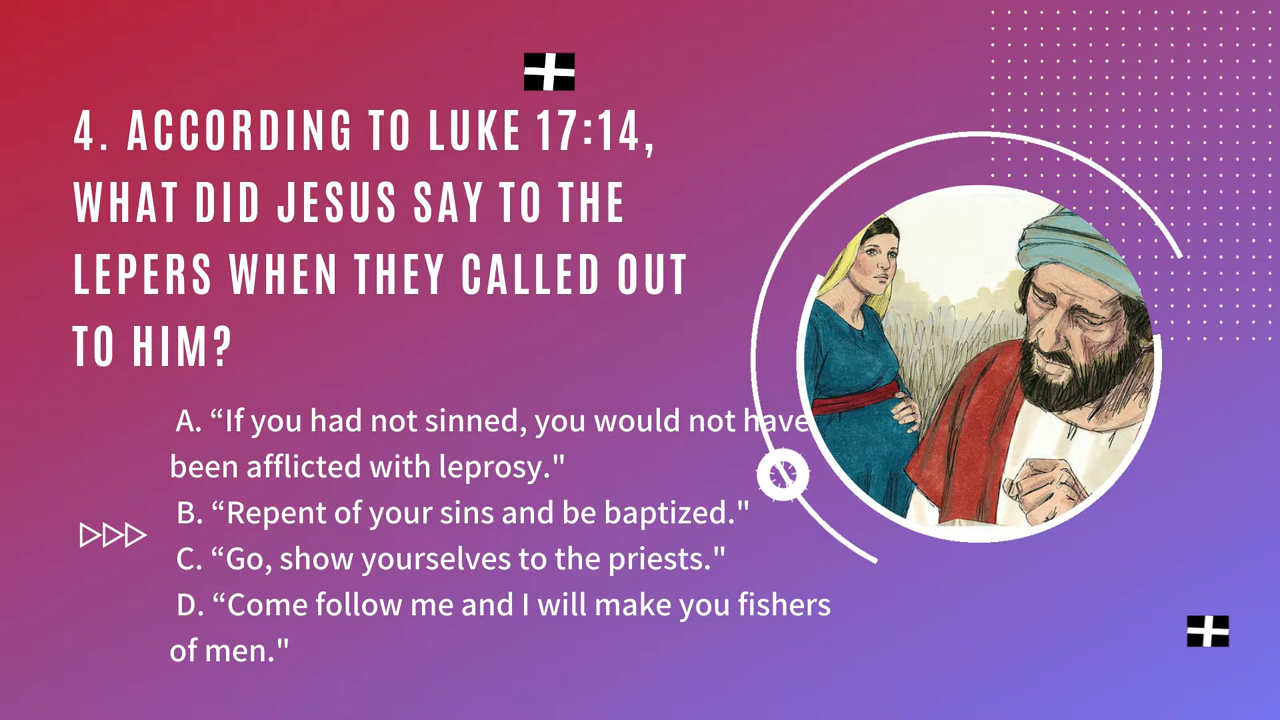 4. ACCORDING TO LUKE 17:14,
WHAT DID JESUS SAY TO THE
LEPERS WHEN THEY CALLED OUT
TO HIM?
A. “If you had not sinned, you would not have
been afflicted with leprosy."
B. “Repent of your sins and be baptized."
C. “Go, show yourselves to the priests."
D. “Come follow me and I will make you fishers
of men."